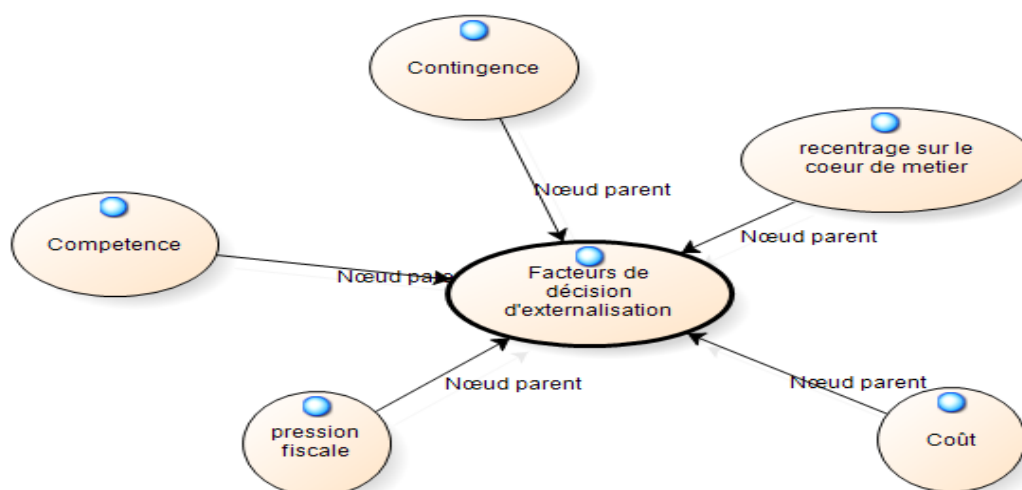 Contingence
recentrage sur le
coeur de metier
Nœud parent
Competence
Nœud parent
Nœud
Facteurs de
décision
d'externalisation
Nœud parent
Nœud parent
pression
fiscale
Coût